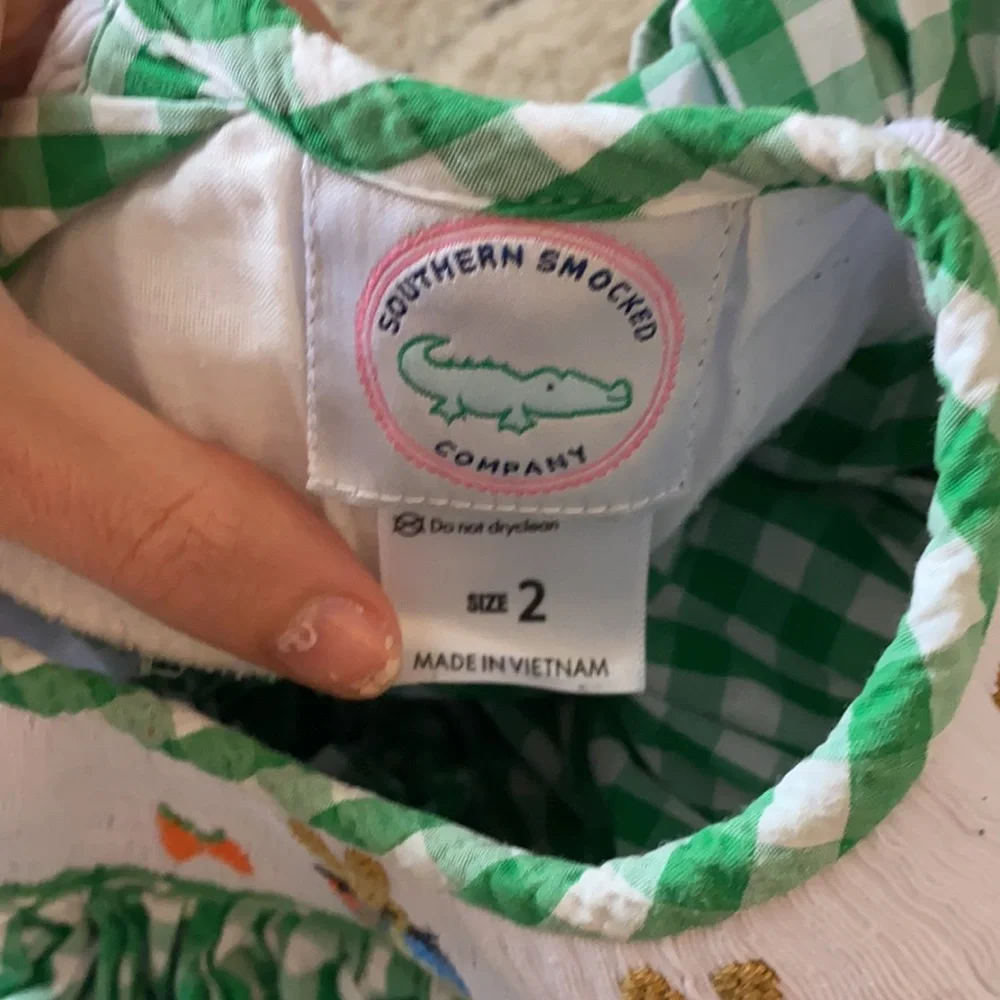 SOUTHERN SMOCKED
COMPANY
Do not dryclean
SIZE 2
MADE IN VIETNAM